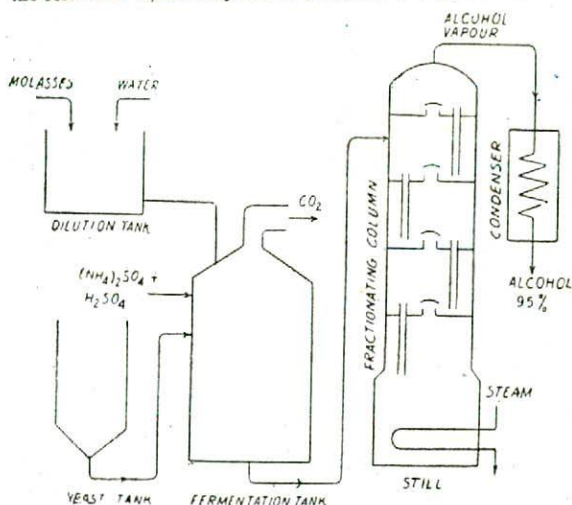 ALCUHOL
VAPOUR
MOLASSES
WATER
DILUTION TANK
CO2
(NH4)2SO4 +
H2SO4
FRACTIONATING COLUMN
CONDENSER
ALCOHOL
95%
STEAM
STILL
YEAST TANK
FERMENTATION TANK